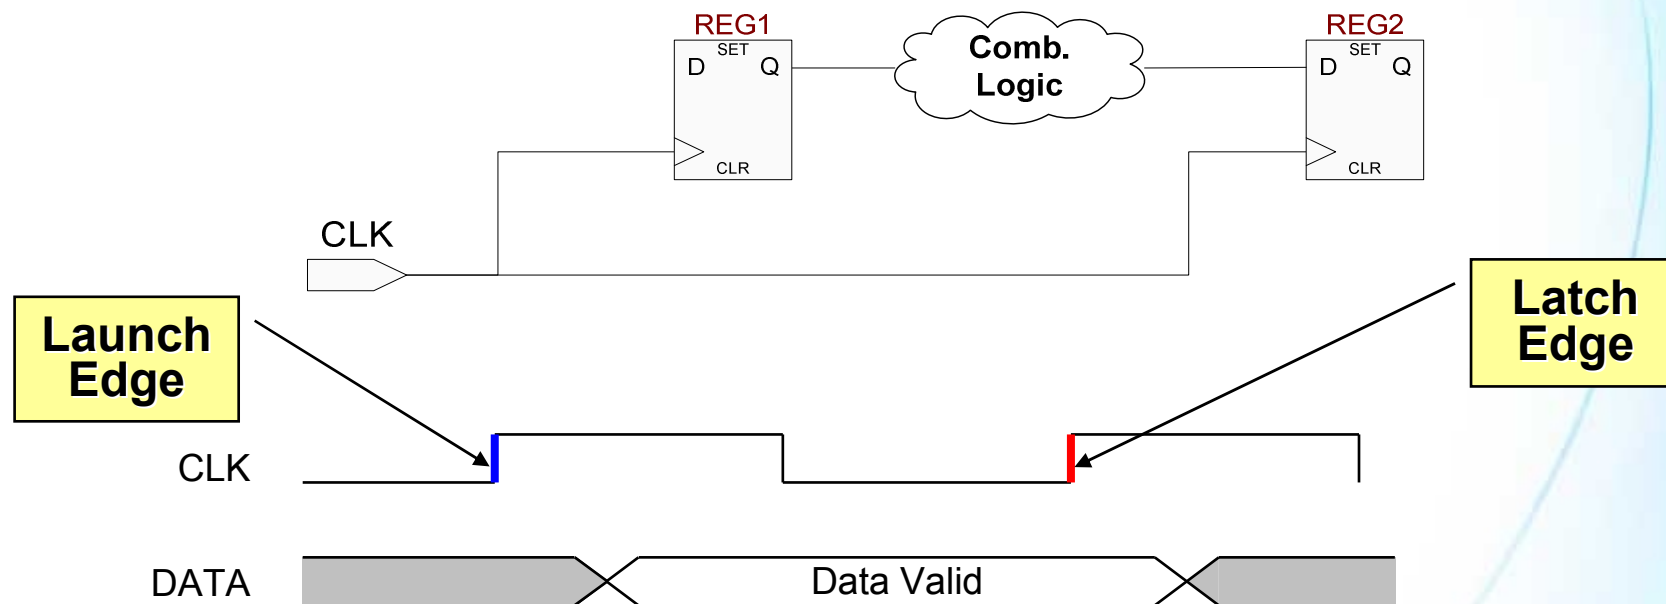 REG1
SET
D Q
CLR
Comb.
Logic
REG2
SET
D Q
CLR
CLK
Launch
Edge
Latch
Edge
CLK
DATA
Data Valid